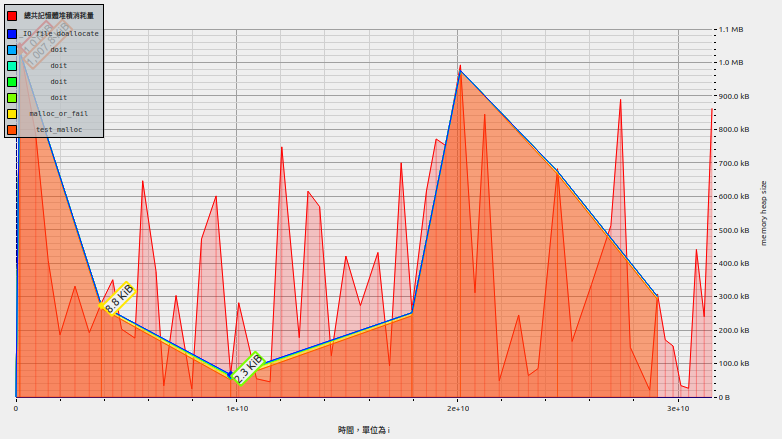 總共記憶體堆積消耗量
IO_file_doallocate
doit
doit
doit
doit
malloc_or_fail
test_malloc
8.8 KiB
2.3 KiB
1.1 MB
1.0 MB
900.0 kB
800.0 kB
700.0 kB
600.0 kB
500.0 kB
400.0 kB
300.0 kB
200.0 kB
100.0 kB
0 B
memory heap size
0
1e+10
2e+10
3e+10
時間，單位為 i